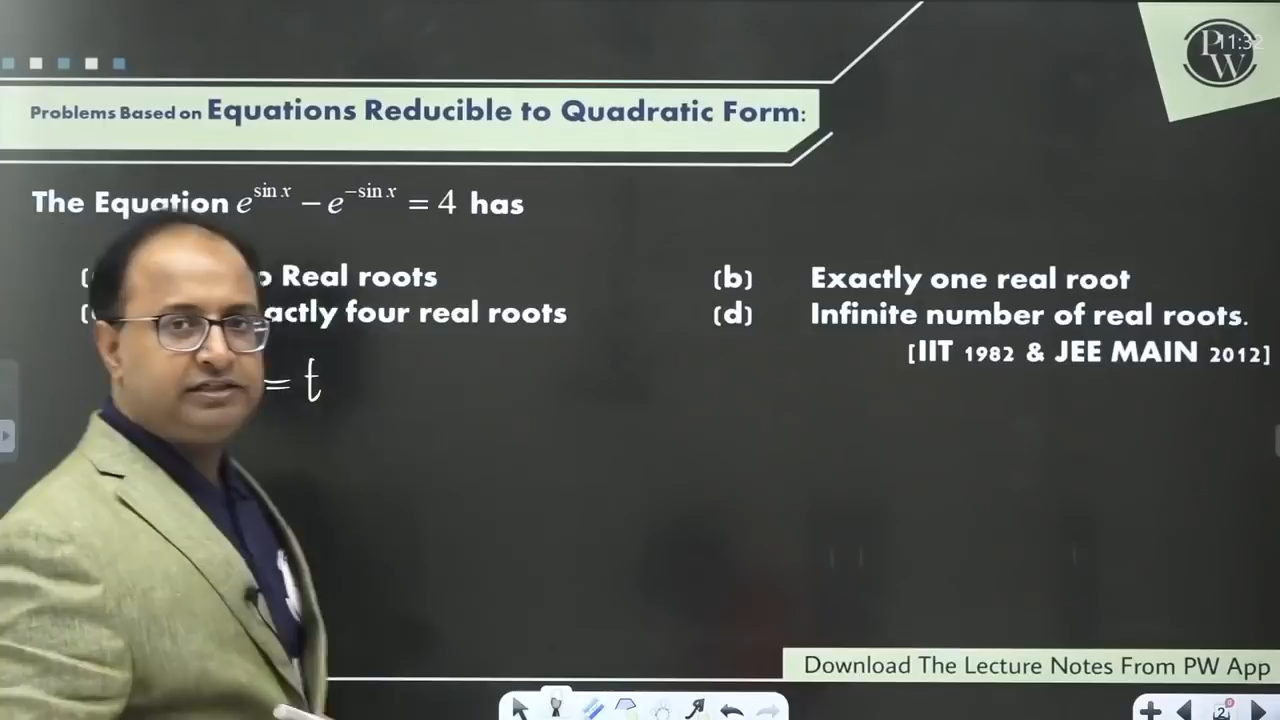 PW
11:32
Problems Based on Equations Reducible to Quadratic Form:
The Equation e^{sin x} − e^{−sin x} = 4 has
Real roots
(b) Exactly one real root
four real roots
(d) Infinite number of real roots.
[IIT 1982 & JEE MAIN 2012]
= t
Download The Lecture Notes From PW App
2